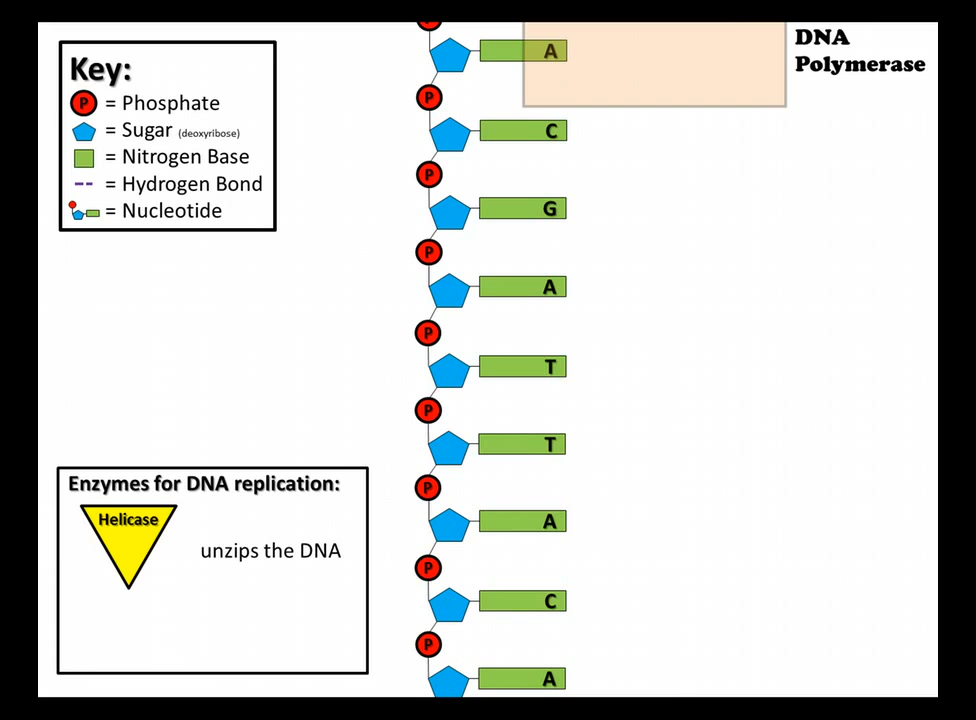 Key:
P = Phosphate
= Sugar (deoxyribose)
= Nitrogen Base
= Hydrogen Bond
= Nucleotide
DNA
Polymerase
A
P
C
P
G
P
A
P
T
P
T
P
A
P
C
P
A
Enzymes for DNA replication:
Helicase
unzips the DNA